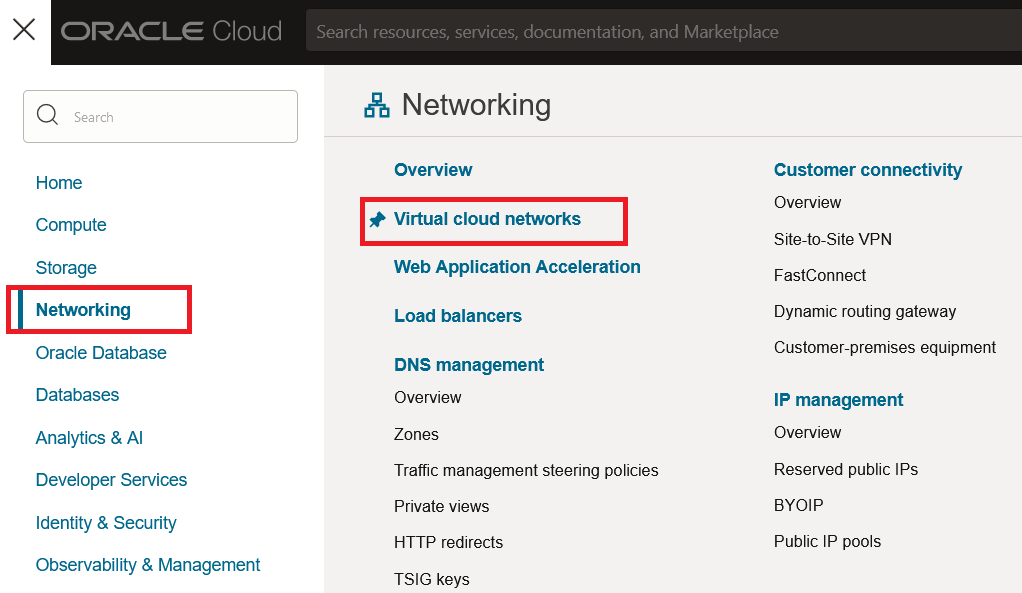 ORACLE Cloud
Search resources, services, documentation, and Marketplace
Search
Home
Compute
Storage
Networking
Oracle Database
Databases
Analytics & AI
Developer Services
Identity & Security
Observability & Management
Networking
Overview
Virtual cloud networks
Web Application Acceleration
Load balancers
DNS management
Overview
Zones
Traffic management steering policies
Private views
HTTP redirects
TSIG keys
Customer connectivity
Overview
Site-to-Site VPN
FastConnect
Dynamic routing gateway
Customer-premises equipment
IP management
Overview
Reserved public IPs
BYOIP
Public IP pools